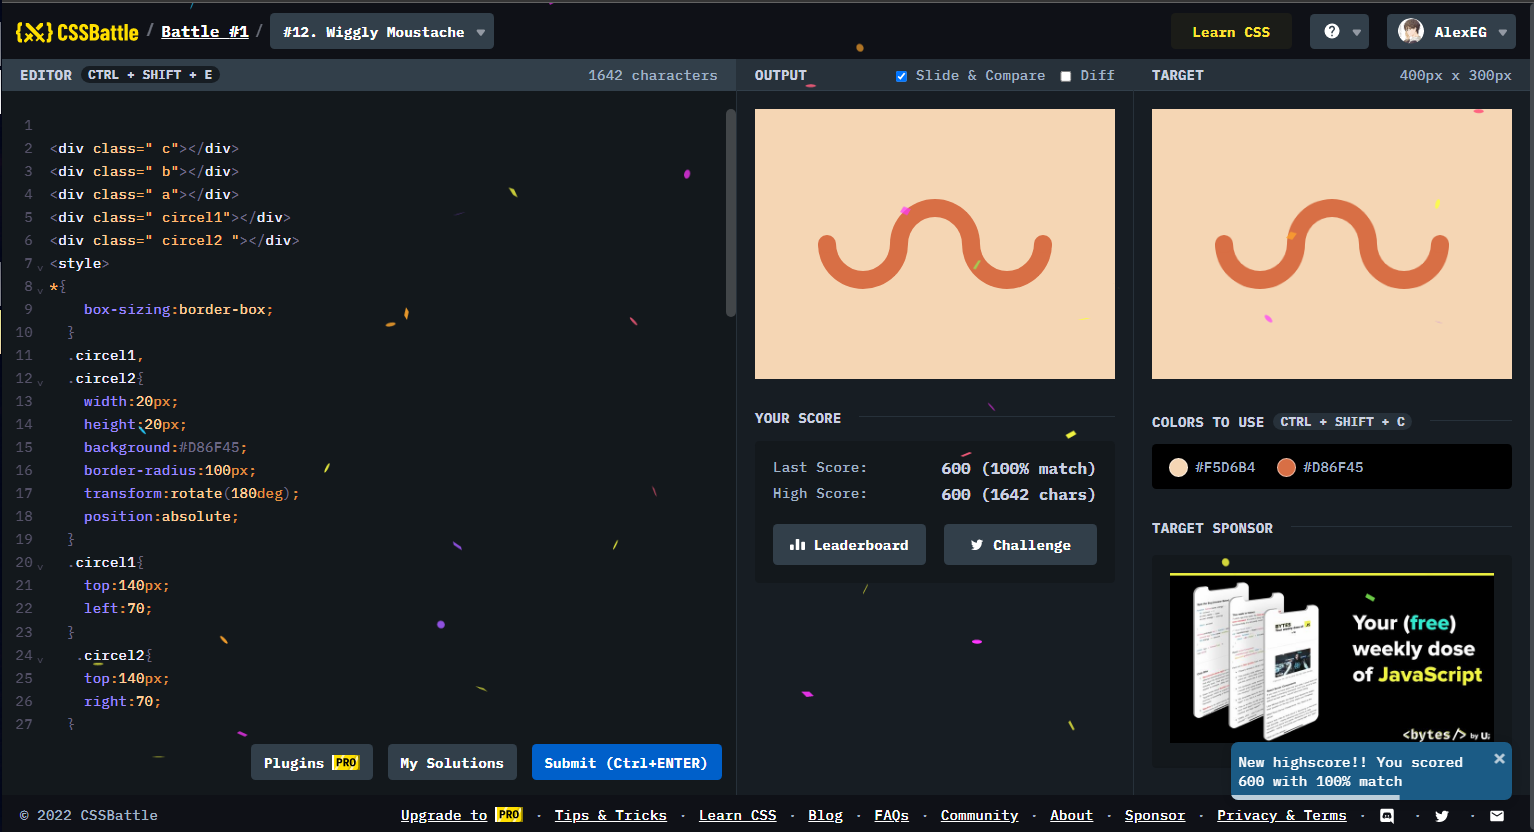 CSSBattle / Battle #1 / #12. Wiggly Moustache
Learn CSS
AlexEG
EDITOR CTRL + SHIFT + E
1642 characters
OUTPUT
Slide & Compare
Diff
TARGET
400px x 300px
1
2 <div class=" c"></div>
3 <div class=" b"></div>
4 <div class=" a"></div>
5 <div class=" circel1"></div>
6 <div class=" circel2 "></div>
7 <style>
8 *{
9 box-sizing:border-box;
10 }
11 .circel1,
12 .circel2{
13 width:20px;
14 height:20px;
15 background:#D86F45;
16 border-radius:100px;
17 transform:rotate(180deg);
18 position:absolute;
19 }
20 .circel1{
21 top:140px;
22 left:70;
23 }
24 .circel2{
25 top:140px;
26 right:70;
27 }
Plugins PRO
My Solutions
Submit (Ctrl+ENTER)
YOUR SCORE
Last Score: 600 (100% match)
High Score: 600 (1642 chars)
Leaderboard
Challenge
COLORS TO USE CTRL + SHIFT + C
#F5D6B4
#D86F45
TARGET SPONSOR
BYTES
Your (free)
weekly dose
of JavaScript
<bytes/> by ui
New highscore!! You scored
600 with 100% match
© 2022 CSSBattle
Upgrade to PRO · Tips & Tricks · Learn CSS · Blog · FAQs · Community · About · Sponsor · Privacy & Terms